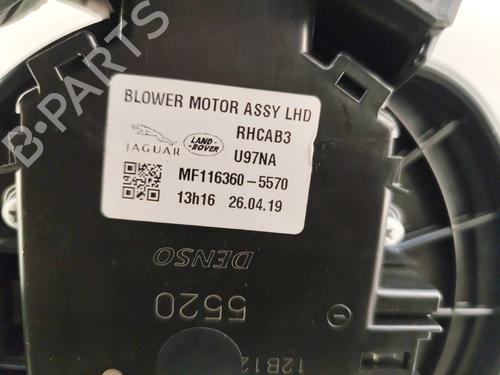 B-PARTS
BLOWER MOTOR ASSY LHD
RHCAB3
JAGUAR
LAND-
ROVER
U97NA
MF116360-5570
13h16 26.04.19
DENSO
5520
12B12